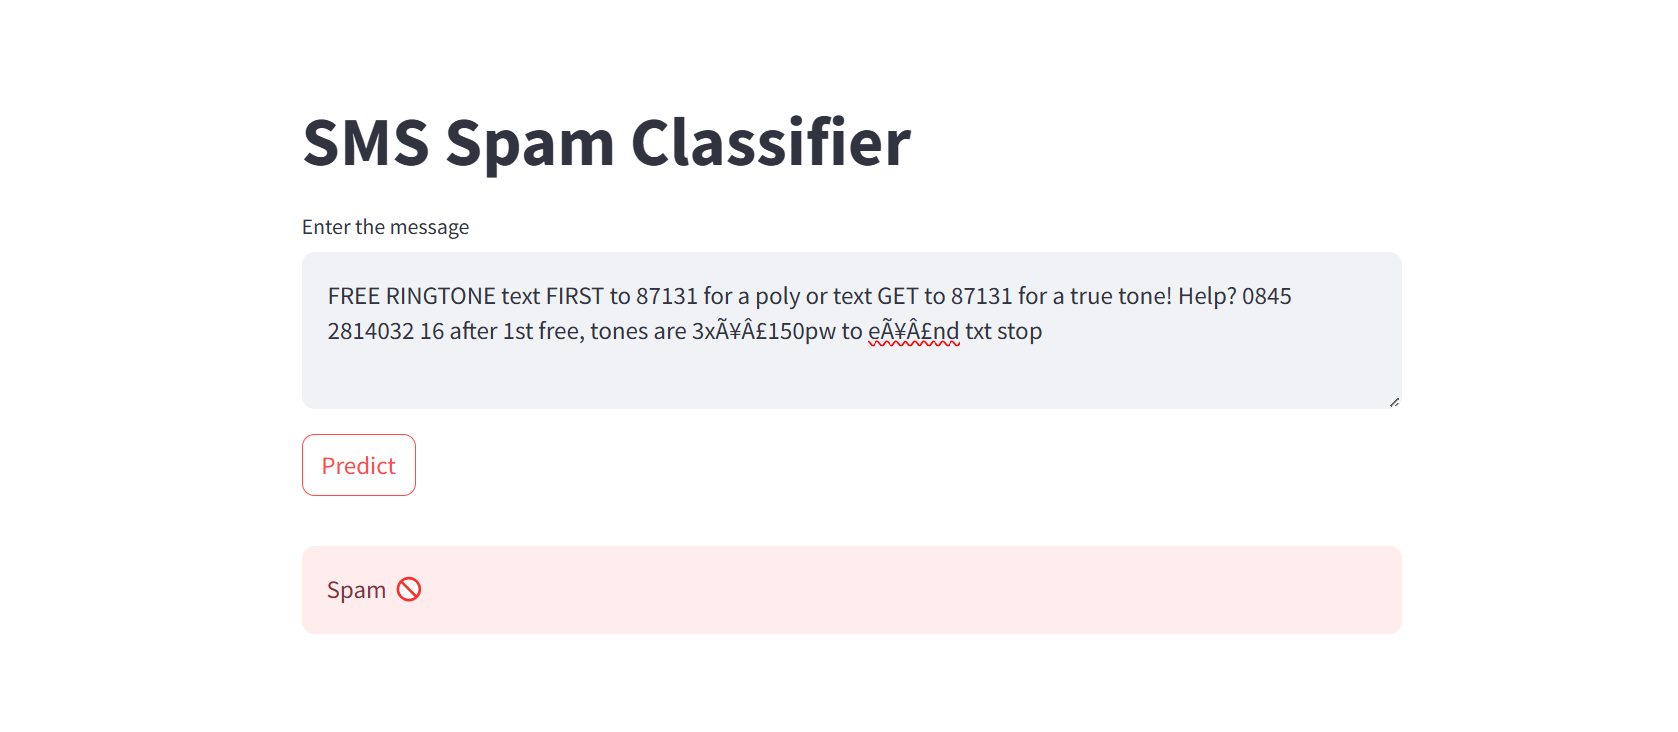 SMS Spam Classifier
Enter the message
FREE RINGTONE text FIRST to 87131 for a poly or text GET to 87131 for a true tone! Help? 0845
2814032 16 after 1st free, tones are 3xÃ¥Â£150pw to eÃ¥Â£nd txt stop
Predict
Spam 🚫